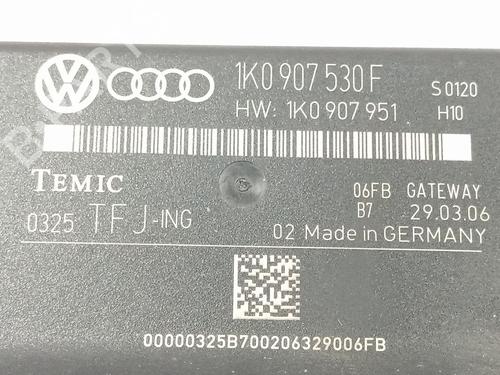 1K0 907 530 F
S 0120
HW: 1K0 907 951
H10
TEMIC
06FB GATEWAY
0325 TFJ-ING
B7 29.03.06
02 Made in GERMANY
00000325B700206329006FB